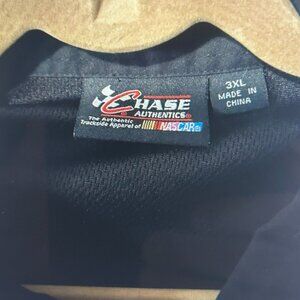 CHASE
AUTHENTICS®
The Authentic
Trackside Apparel of NASCAR®
3XL
MADE IN
CHINA